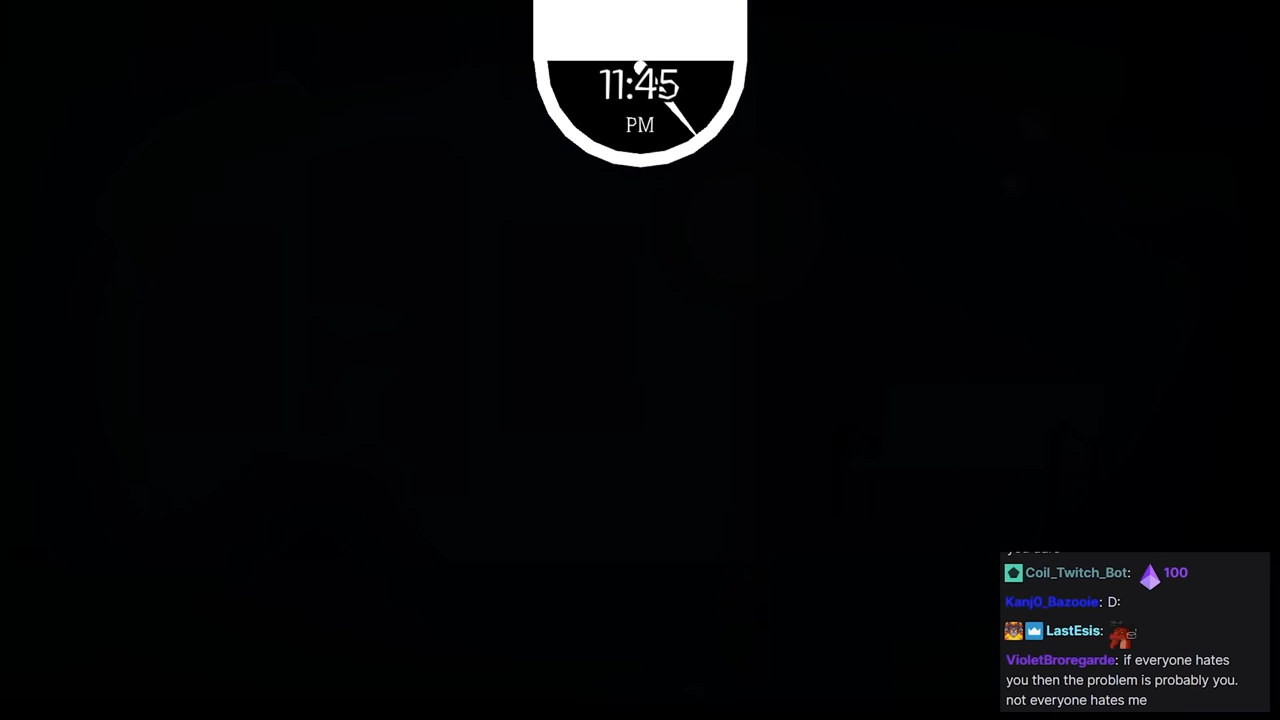 11:45
PM
Coil_Twitch_Bot: 100
Kanj0_Bazooie: D:
LastEsis:
VioletBroregarde: if everyone hates
you then the problem is probably you.
not everyone hates me